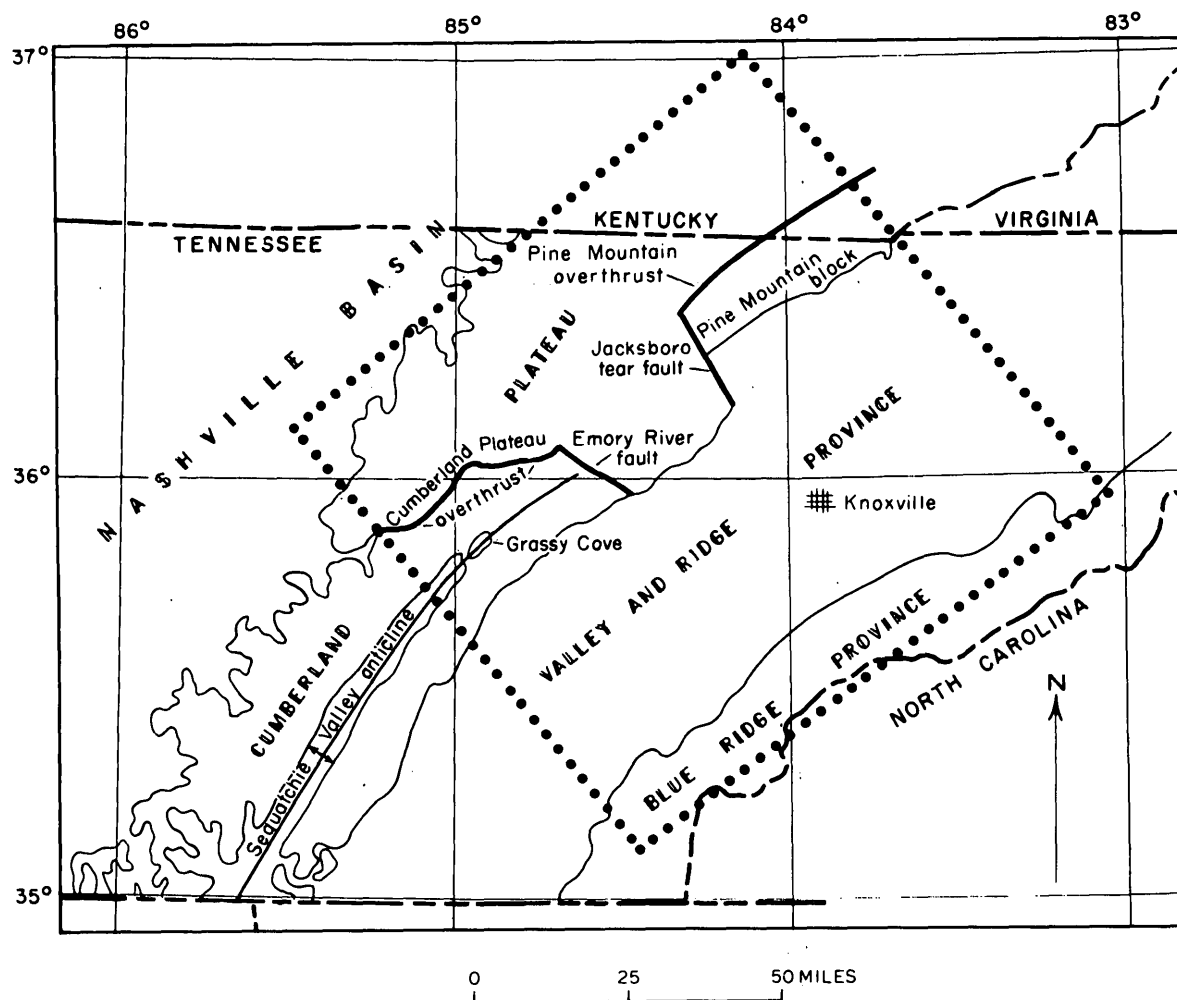 86°
85°
84°
83°
37°
TENNESSEE
KENTUCKY
VIRGINIA
Pine Mountain
overthrust
Pine Mountain
block
NASHVILLE BASIN
PLATEAU
Jacksboro
tear fault
PROVINCE
Cumberland Plateau
overthrust
Emory River
fault
36°
Knoxville
Grassy Cove
VALLEY AND RIDGE
CUMBERLAND
Sequatchie Valley anticline
BLUE RIDGE PROVINCE
NORTH CAROLINA
N
35°
0 25 50 MILES